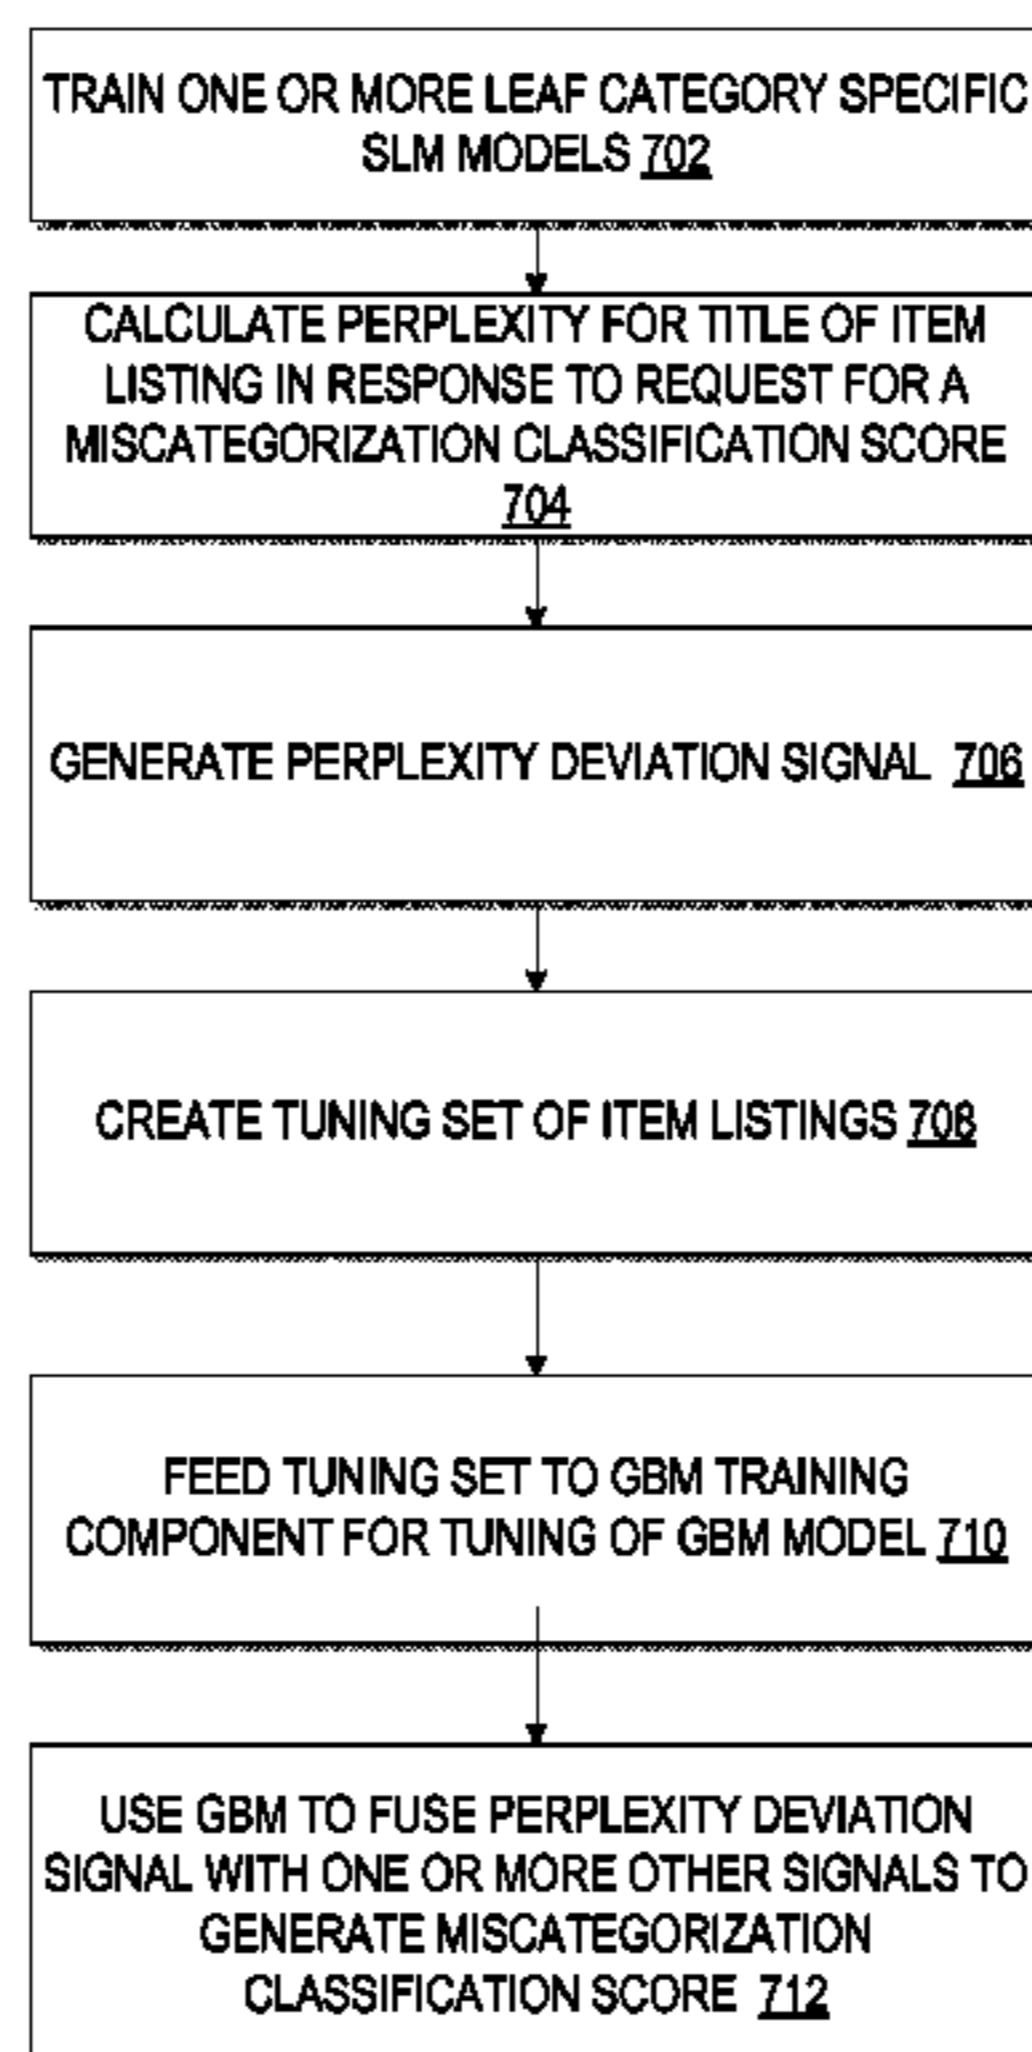 TRAIN ONE OR MORE LEAF CATEGORY SPECIFIC
SLM MODELS 702
CALCULATE PERPLEXITY FOR TITLE OF ITEM
LISTING IN RESPONSE TO REQUEST FOR A
MISCATEGORIZATION CLASSIFICATION SCORE
704
GENERATE PERPLEXITY DEVIATION SIGNAL 706
CREATE TUNING SET OF ITEM LISTINGS 708
FEED TUNING SET TO GBM TRAINING
COMPONENT FOR TUNING OF GBM MODEL 710
USE GBM TO FUSE PERPLEXITY DEVIATION
SIGNAL WITH ONE OR MORE OTHER SIGNALS TO
GENERATE MISCATEGORIZATION
CLASSIFICATION SCORE 712